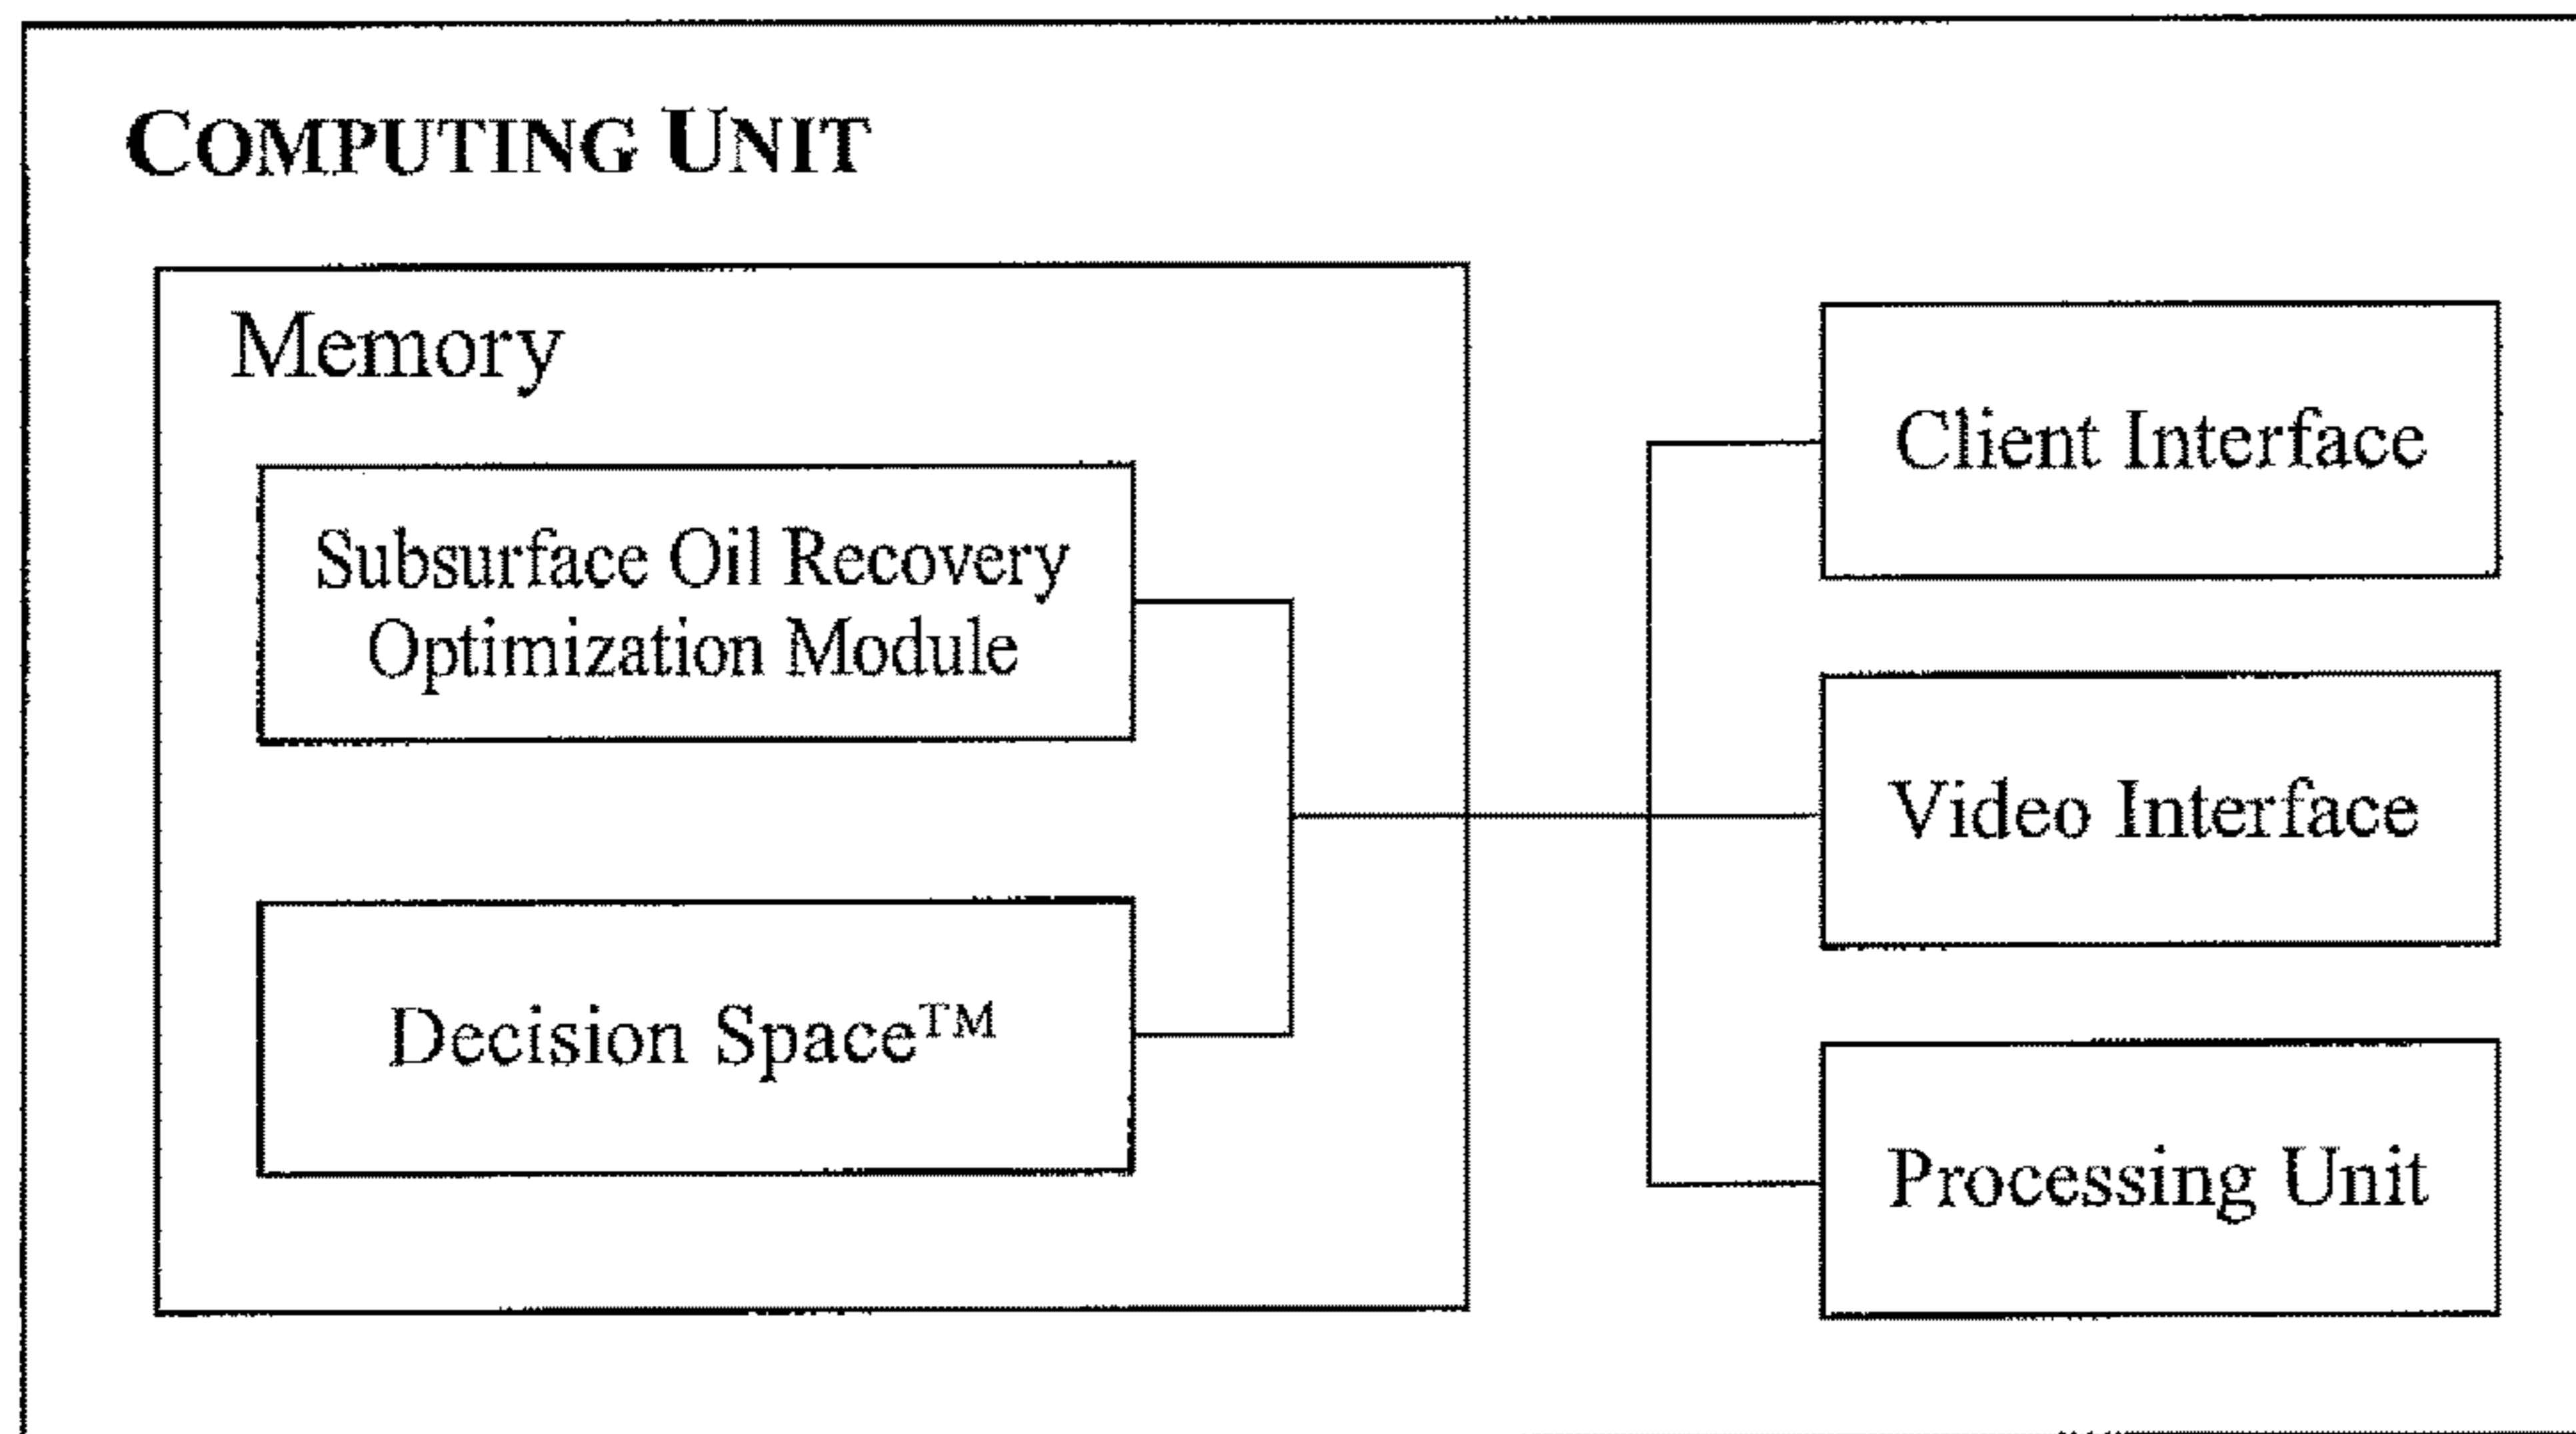 COMPUTING UNIT
Memory
Subsurface Oil Recovery
Optimization Module
Decision Space™
Client Interface
Video Interface
Processing Unit